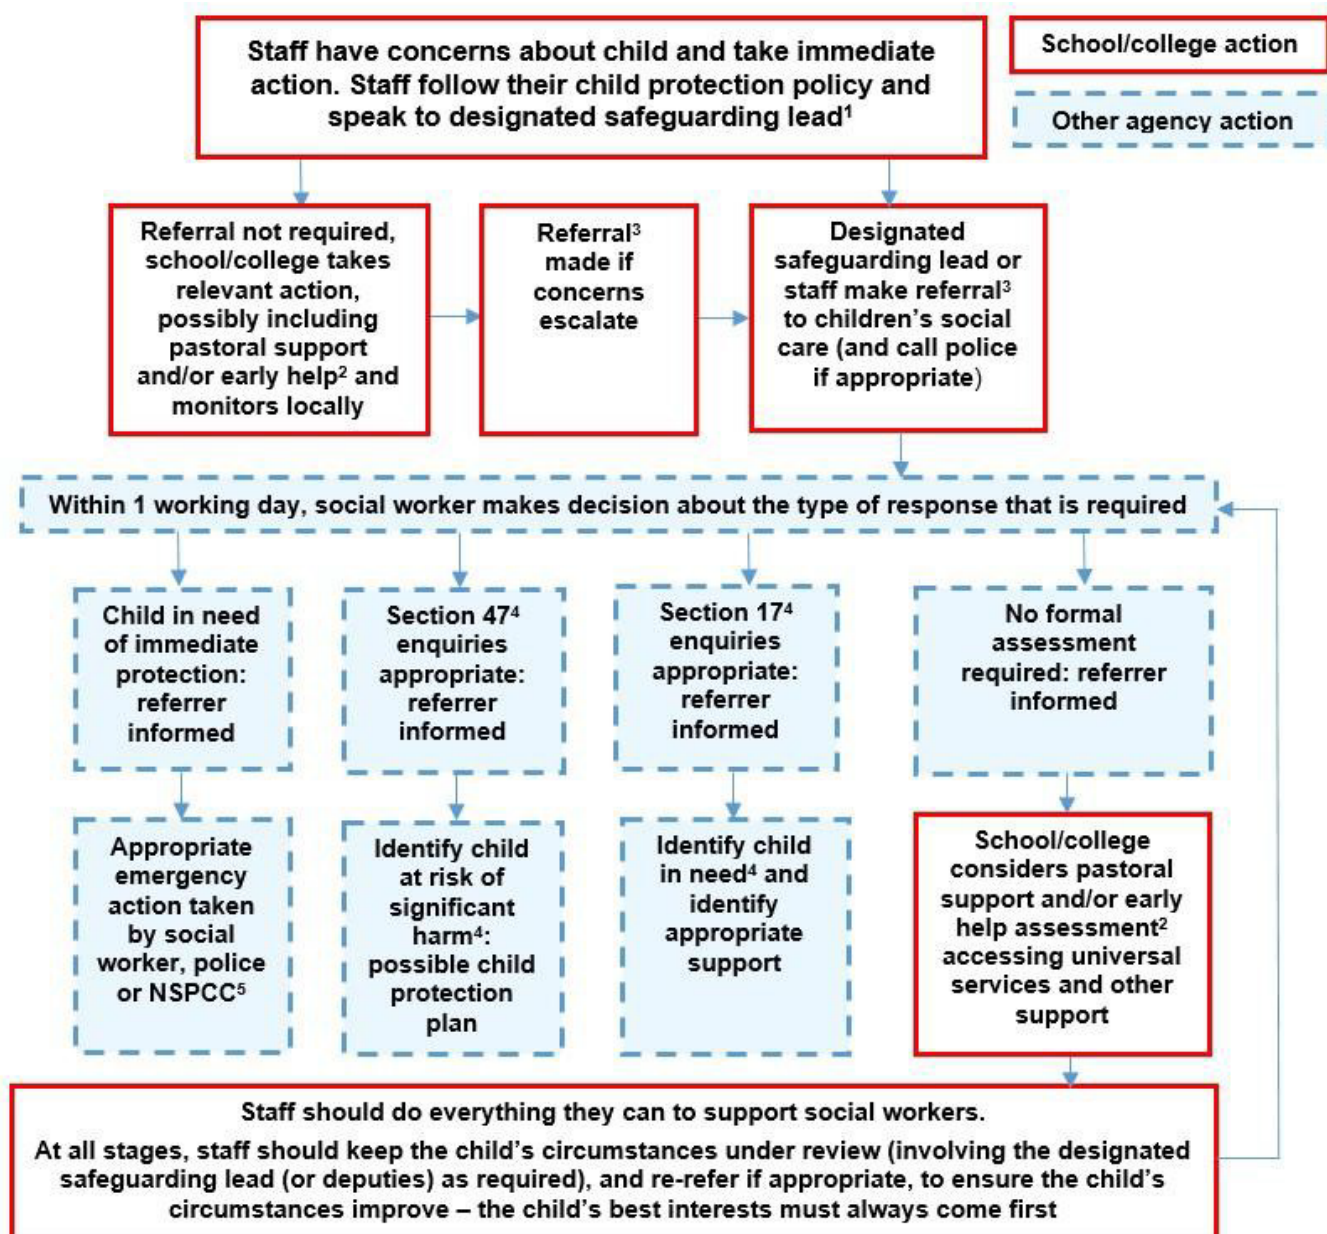 Staff have concerns about child and take immediate
action. Staff follow their child protection policy and
speak to designated safeguarding lead¹
School/college action
Other agency action
Referral not required,
school/college takes
relevant action,
possibly including
pastoral support
and/or early help² and
monitors locally
Referral³
made if
concerns
escalate
Designated
safeguarding lead or
staff make referral³
to children’s social
care (and call police
if appropriate)
Within 1 working day, social worker makes decision about the type of response that is required
Child in need
of immediate
protection:
referrer
informed
Section 47⁴
enquiries
appropriate:
referrer
informed
Section 17⁴
enquiries
appropriate:
referrer
informed
No formal
assessment
required: referrer
informed
Appropriate
emergency
action taken
by social
worker, police
or NSPCC⁵
Identify child
at risk of
significant
harm⁴:
possible child
protection
plan
Identify child
in need⁴ and
identify
appropriate
support
School/college
considers pastoral
support and/or early
help assessment²
accessing universal
services and other
support
Staff should do everything they can to support social workers.
At all stages, staff should keep the child’s circumstances under review (involving the designated
safeguarding lead (or deputies) as required), and re-refer if appropriate, to ensure the child’s
circumstances improve – the child’s best interests must always come first